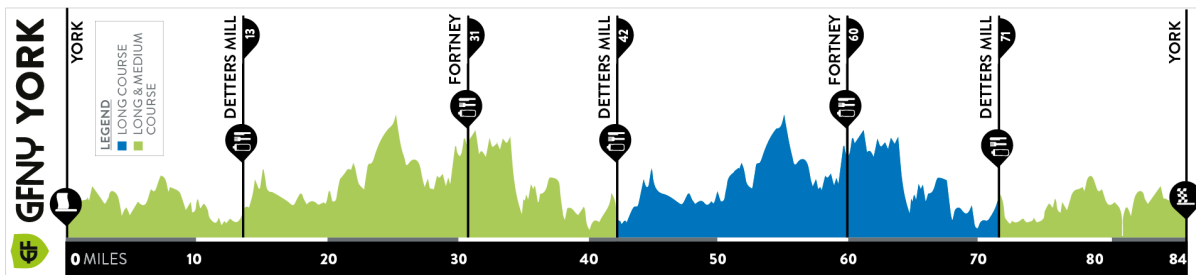 GFNY YORK
GF
LEGEND
LONG COURSE
LONG & MEDIUM
COURSE
YORK
DETTERS MILL
13
FORTNEY
31
DETTERS MILL
42
FORTNEY
60
DETTERS MILL
71
YORK
0 MILES
10
20
30
40
50
60
70
80
84